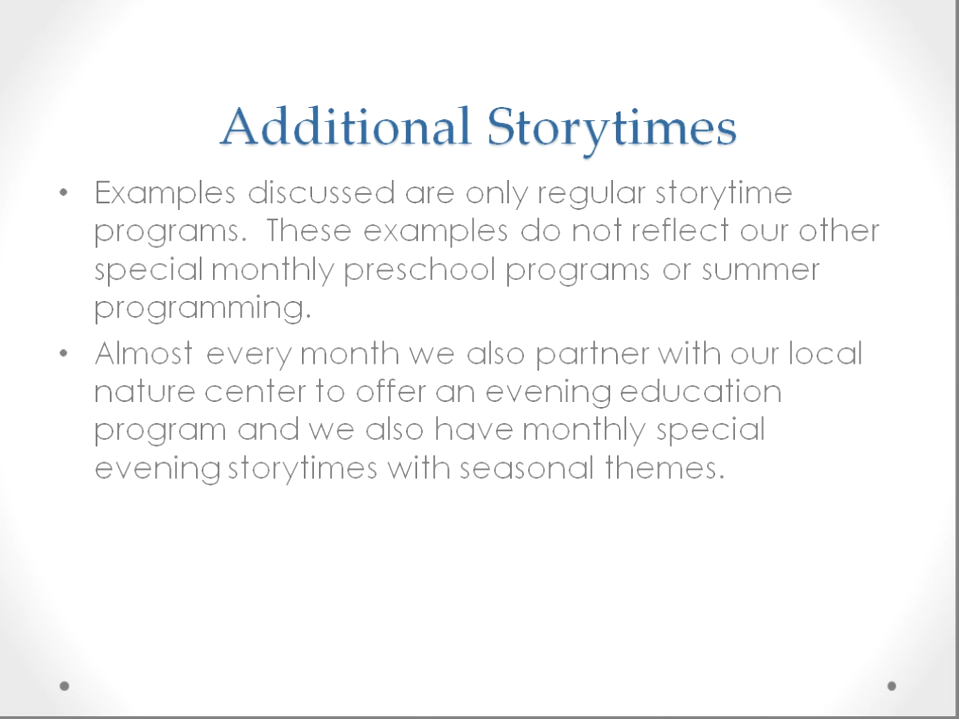 Additional Storytimes
• Examples discussed are only regular storytime
programs.  These examples do not reflect our other
special monthly preschool programs or summer
programming.
• Almost every month we also partner with our local
nature center to offer an evening education
program and we also have monthly special
evening storytimes with seasonal themes.